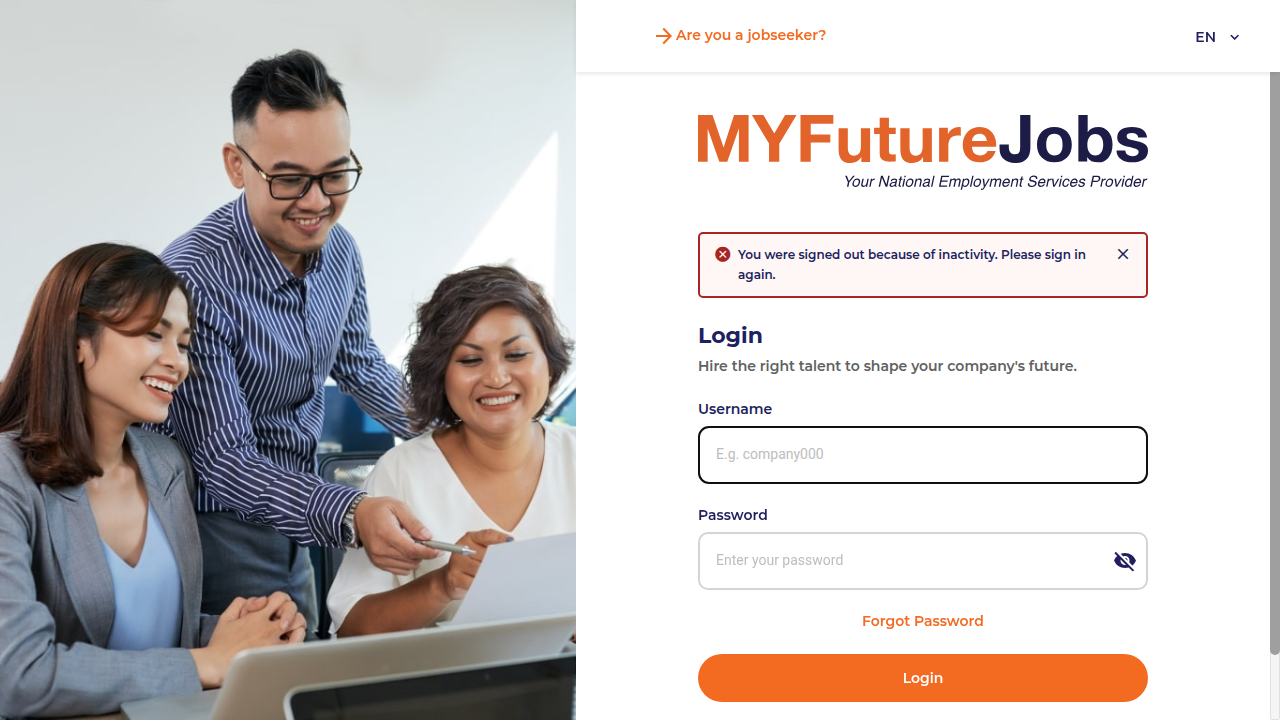 Are you a jobseeker?
EN
MYFutureJobs
Your National Employment Services Provider
You were signed out because of inactivity. Please sign in
again.
Login
Hire the right talent to shape your company's future.
Username
E.g. company000
Password
Enter your password
Forgot Password
Login